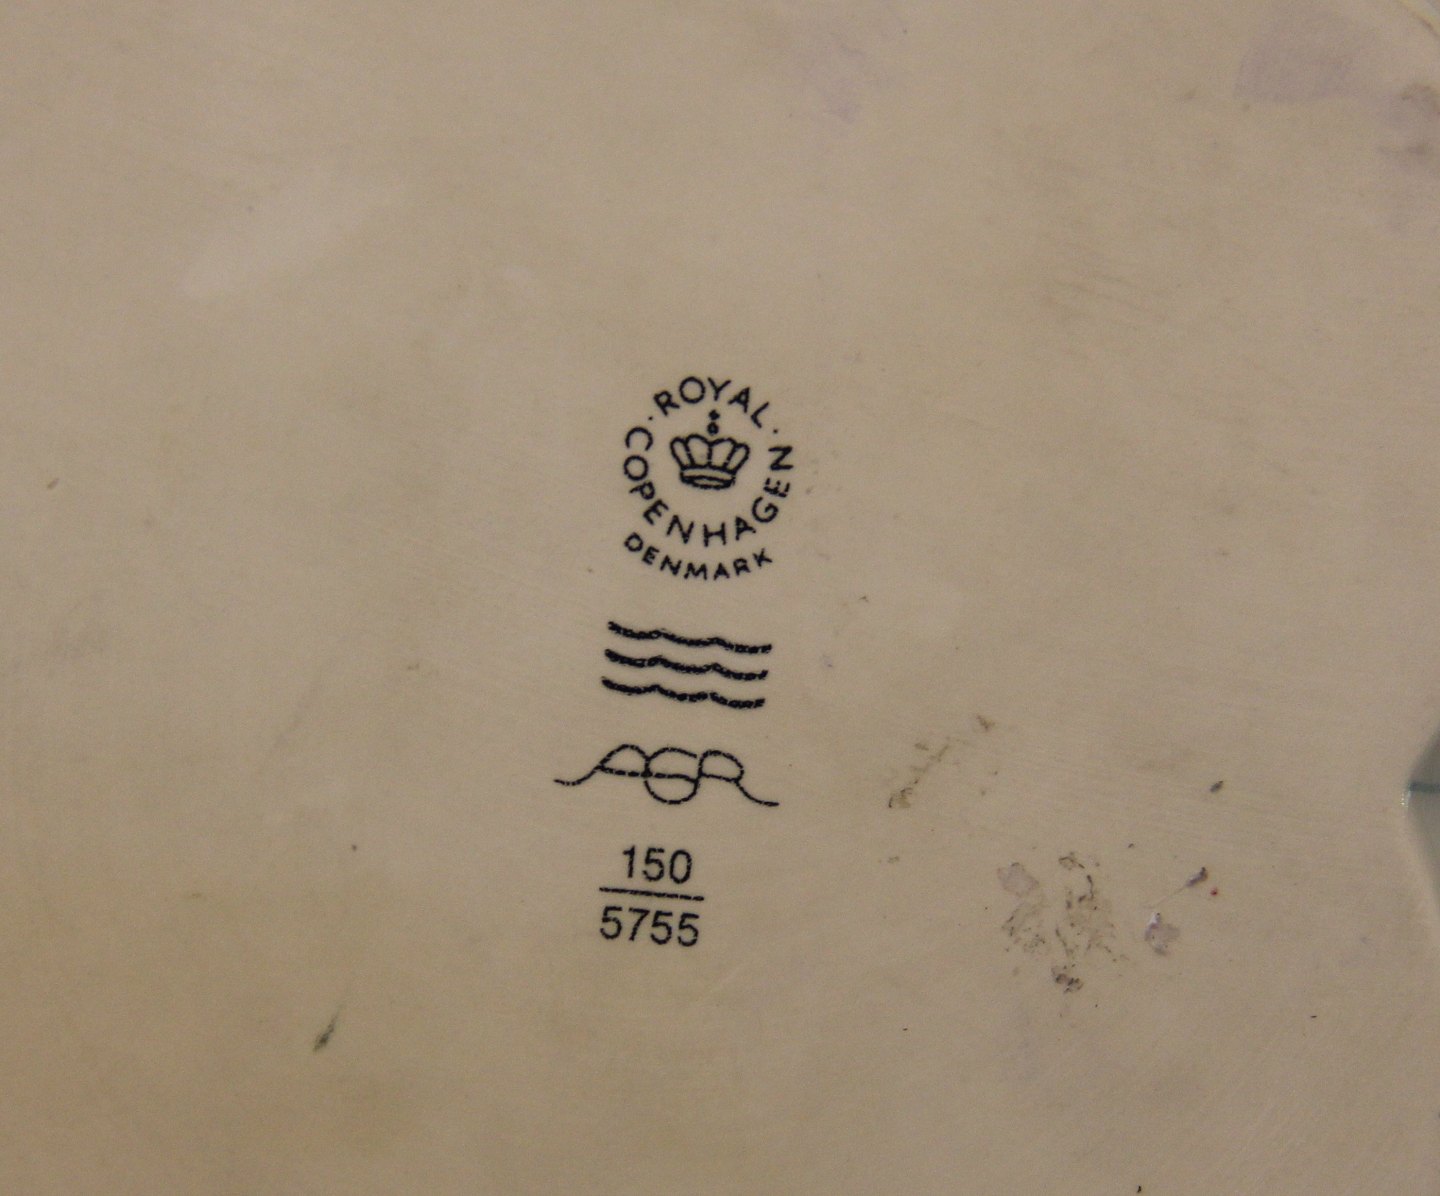 · ROYAL ·
COPENHAGEN
DENMARK
150
5755